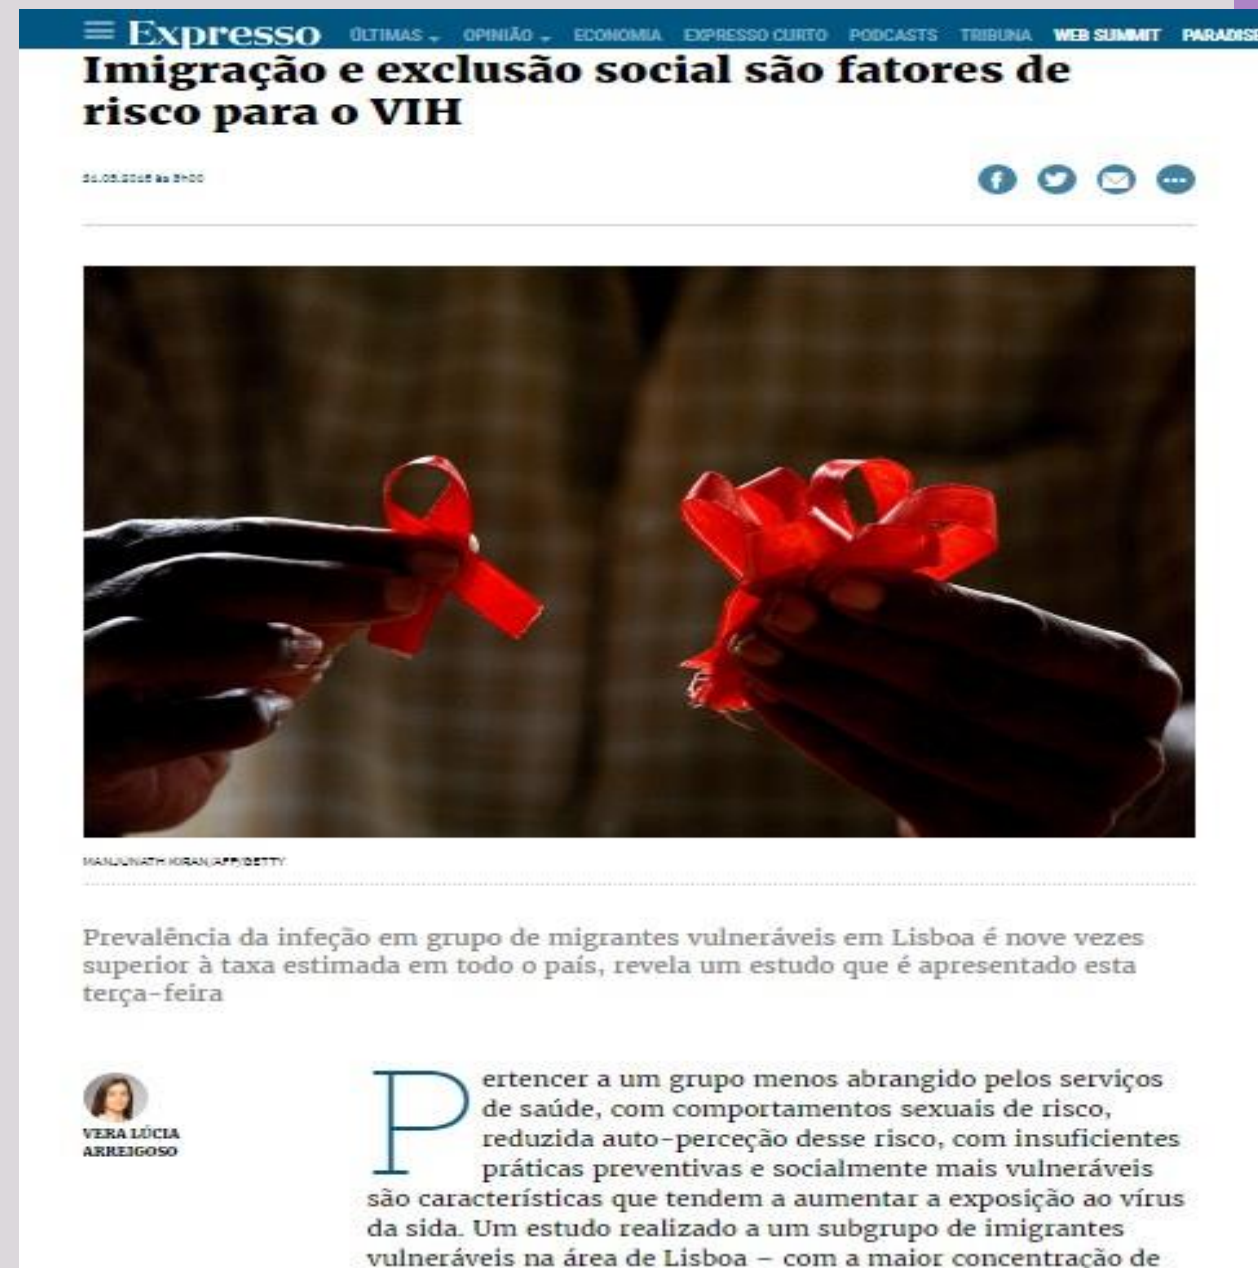 Expresso ÚLTIMAS OPINIÃO ECONOMIA EXPRESSO CURTO PODCASTS TRIBUNA WEB SUMMIT PARADISE
Imigração e exclusão social são fatores de
risco para o VIH
às
MANJUNATH KIRAN/AFP/GETTY
Prevalência da infeção em grupo de migrantes vulneráveis em Lisboa é nove vezes
superior à taxa estimada em todo o país, revela um estudo que é apresentado esta
terça-feira
VERA LÚCIA
ARREIGOSO
Pertencer a um grupo menos abrangido pelos serviços
de saúde, com comportamentos sexuais de risco,
reduzida auto-perceção desse risco, com insuficientes
práticas preventivas e socialmente mais vulneráveis
são características que tendem a aumentar a exposição ao vírus
da sida. Um estudo realizado a um subgrupo de imigrantes
vulneráveis na área de Lisboa – com a maior concentração de